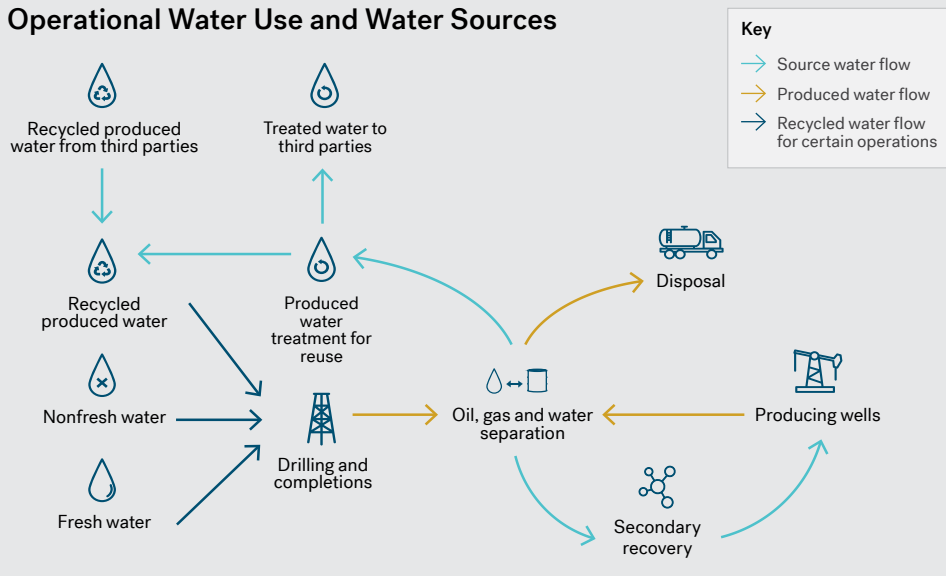 Operational Water Use and Water Sources
Key
Source water flow
Produced water flow
Recycled water flow
for certain operations
Recycled produced
water from third parties
Treated water to
third parties
Recycled
produced water
Produced
water
treatment for
reuse
Disposal
Nonfresh water
Drilling and
completions
Oil, gas and water
separation
Producing wells
Fresh water
Secondary
recovery